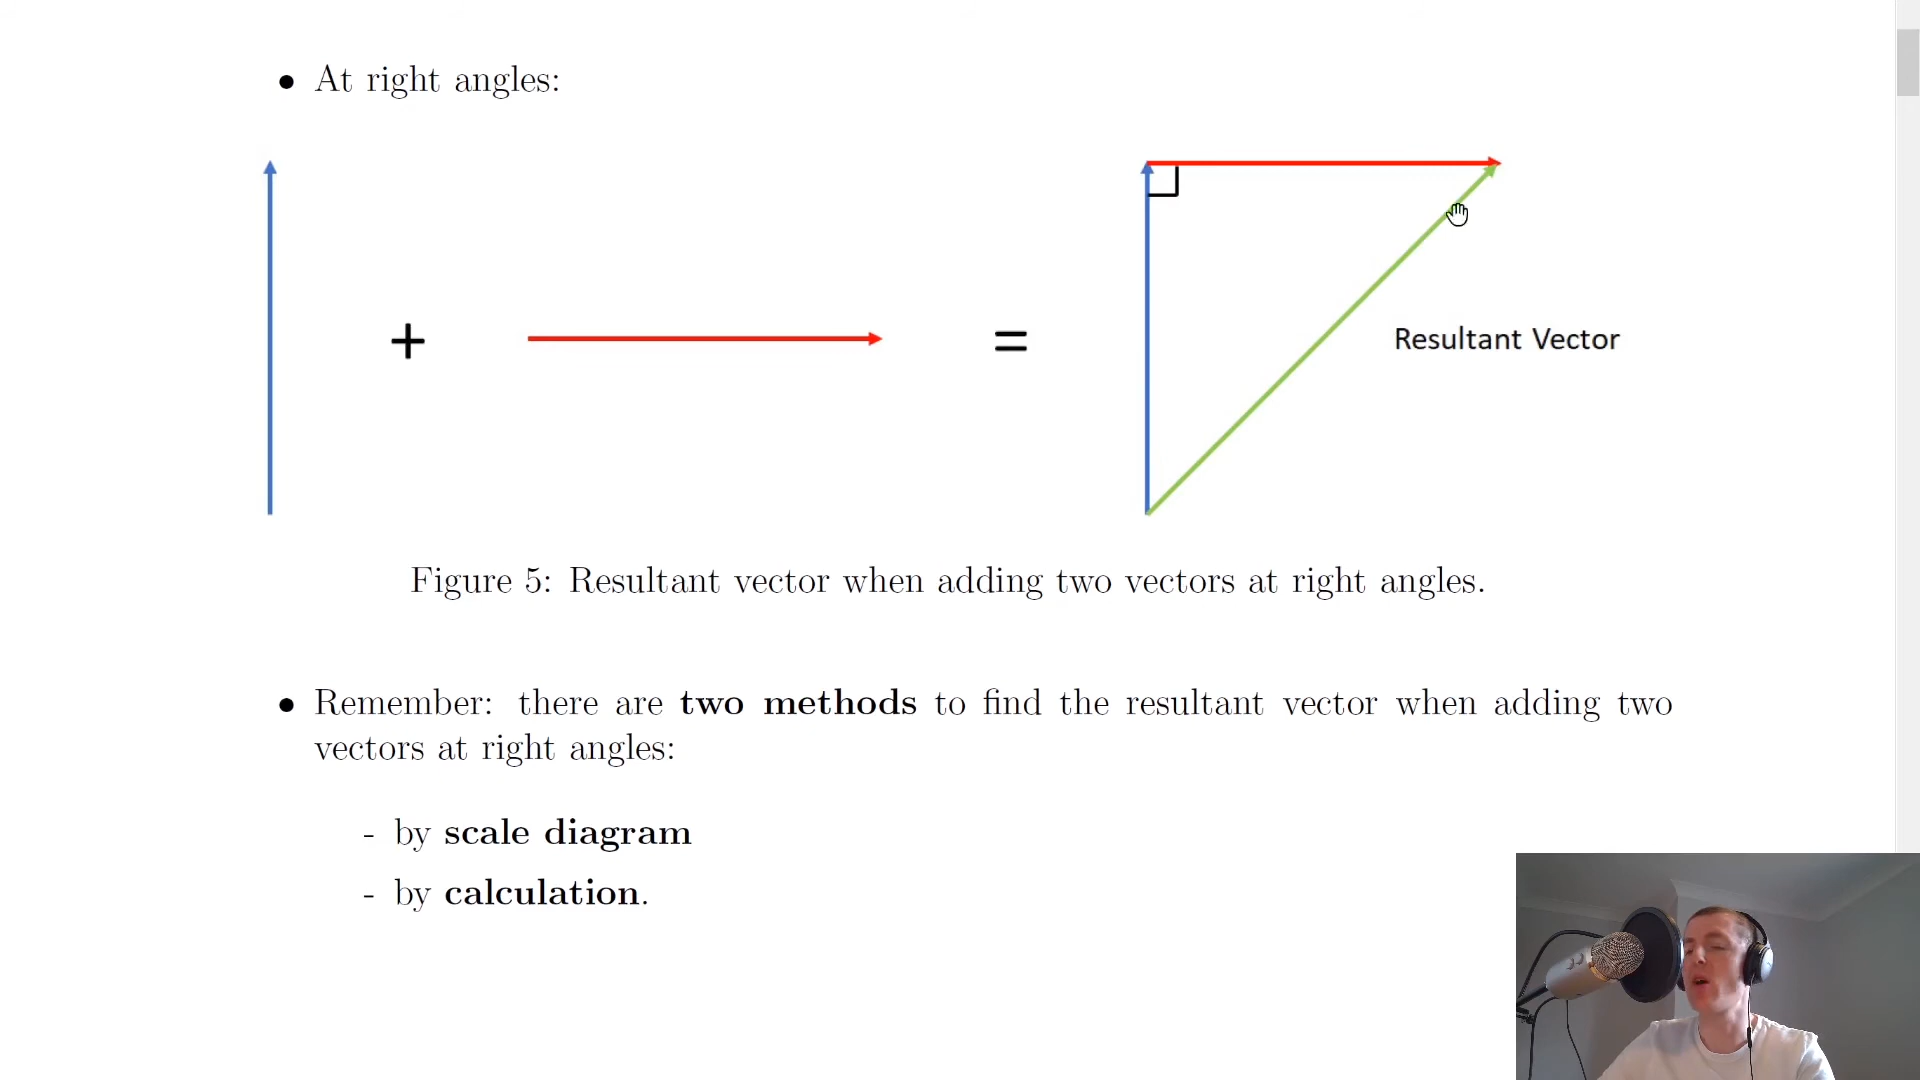 • At right angles:
+
=
Resultant Vector
Figure 5: Resultant vector when adding two vectors at right angles.
• Remember: there are two methods to find the resultant vector when adding two
vectors at right angles:
- by scale diagram
- by calculation.